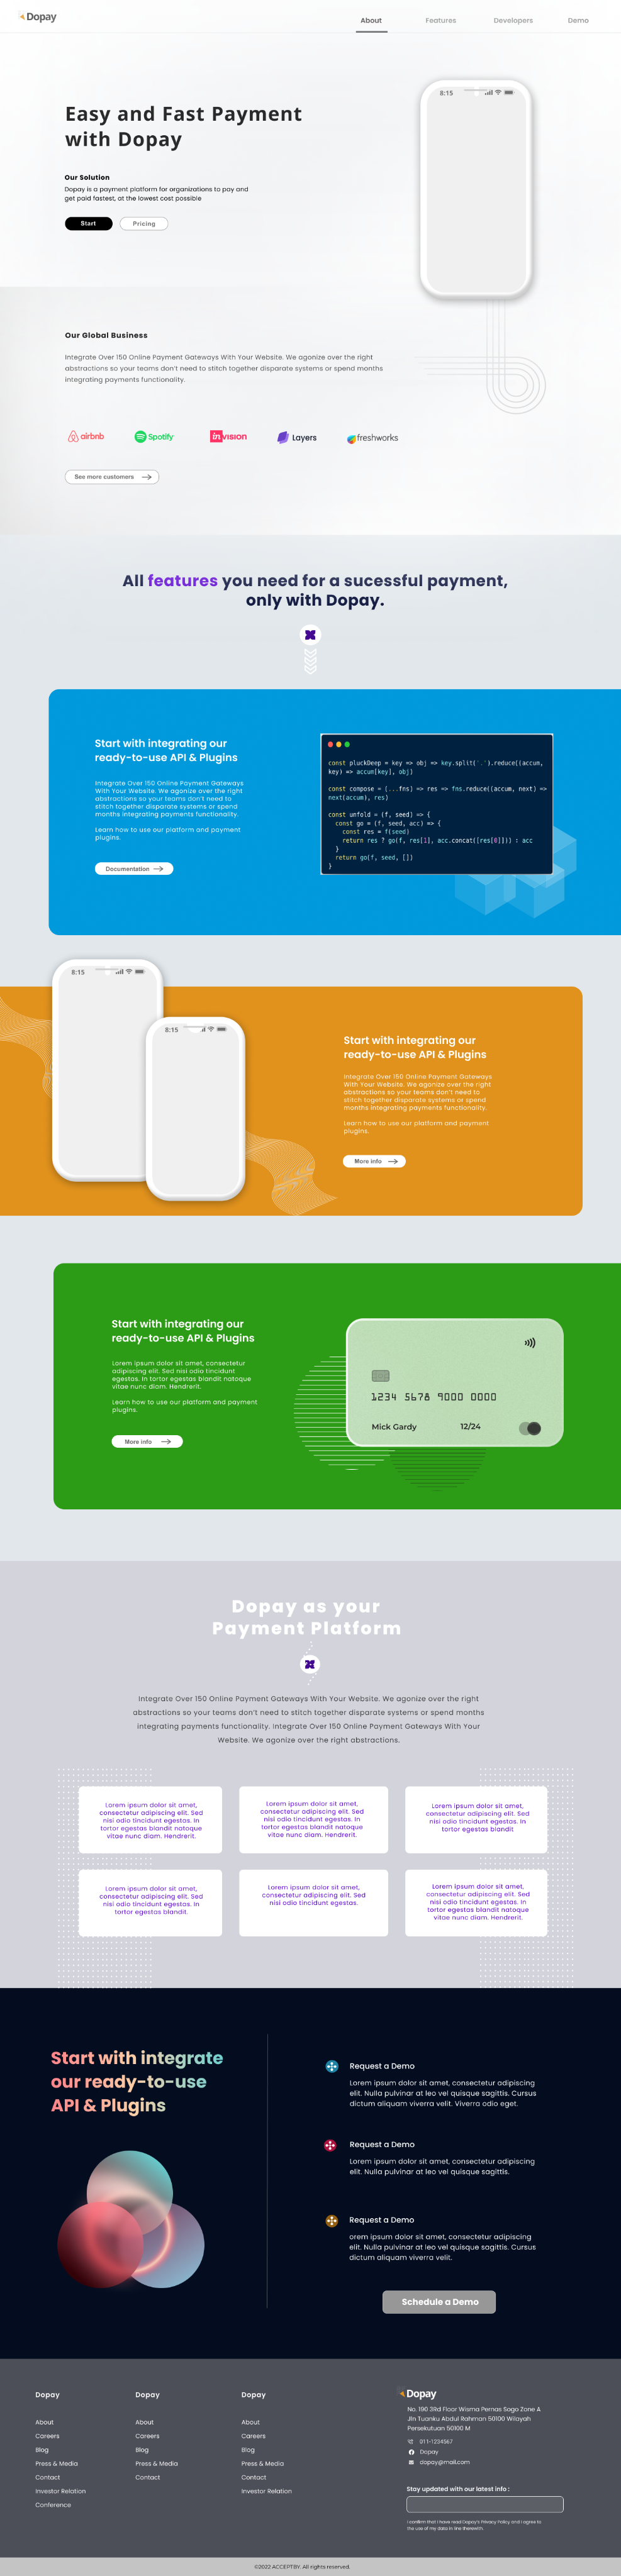 Dopay
About
Features
Developers
Demo
8:15
Easy and Fast Payment
with Dopay
Our Solution
Dopay is a payment platform for organizations to pay and
get paid fastest, at the lowest cost possible
Start
Pricing
Our Global Business
Integrate Over 150 Online Payment Gateways With Your Website. We agonize over the right
abstractions so your teams don't need to stitch together disparate systems or spend months
integrating payments functionality.
airbnb
Spotify
invision
Layers
freshworks
See more customers
All features you need for a sucessful payment,
only with Dopay.
Start with integrating our
ready-to-use API & Plugins
Integrate Over 150 Online Payment Gateways
With Your Website. We agonize over the right
abstractions so your teams don't need to
stitch together disparate systems or spend
months integrating payments functionality.
Learn how to use our platform and payment
plugins.
Documentation
const pluckDeep = key => obj => key.split('.').reduce((accum,
key) => accum[key], obj)
const compose = (...fns) => res => fns.reduce((accum, next) =>
next(accum), res)
const unfold = (f, seed) => {
const go = (f, seed, acc) => {
const res = f(seed)
return res ? go(f, res[1], acc.concat([res[0]])) : acc
}
return go(f, seed, [])
}
8:15
8:15
Start with integrating our
ready-to-use API & Plugins
Integrate Over 150 Online Payment Gateways
With Your Website. We agonize over the right
abstractions so your teams don't need to
stitch together disparate systems or spend
months integrating payments functionality.
Learn how to use our platform and payment
plugins.
More info
Start with integrating our
ready-to-use API & Plugins
Lorem ipsum dolor sit amet, consectetur
adipiscing elit. Sed nisi odio tincidunt
egestas. In tortor egestas blandit natoque
vitae nunc diam. Hendrerit.
Learn how to use our platform and payment
plugins.
More info
1234 5678 9000 0000
Mick Gardy
12/24
Dopay as your
Payment Platform
Integrate Over 150 Online Payment Gateways With Your Website. We agonize over the right
abstractions so your teams don't need to stitch together disparate systems or spend months
integrating payments functionality. Integrate Over 150 Online Payment Gateways With Your
Website. We agonize over the right abstractions.
Lorem ipsum dolor sit amet,
consectetur adipiscing elit. Sed
nisi odio tincidunt egestas. In
tortor egestas blandit natoque
vitae nunc diam. Hendrerit.
Lorem ipsum dolor sit amet,
consectetur adipiscing elit. Sed
nisi odio tincidunt egestas. In
tortor egestas blandit natoque
vitae nunc diam. Hendrerit.
Lorem ipsum dolor sit amet,
consectetur adipiscing elit. Sed
nisi odio tincidunt egestas. In
tortor egestas blandit
Lorem ipsum dolor sit amet,
consectetur adipiscing elit. Sed
nisi odio tincidunt egestas. In
tortor egestas blandit.
Lorem ipsum dolor sit amet,
consectetur adipiscing elit. Sed
nisi odio tincidunt egestas.
Lorem ipsum dolor sit amet,
consectetur adipiscing elit. Sed
nisi odio tincidunt egestas. In
tortor egestas blandit natoque
vitae nunc diam. Hendrerit.
Start with integrate
our ready-to-use
API & Plugins
Request a Demo
Lorem ipsum dolor sit amet, consectetur adipiscing
elit. Nulla pulvinar at leo vel quisque sagittis. Cursus
dictum aliquam viverra velit. Viverra odio eget.
Request a Demo
Lorem ipsum dolor sit amet, consectetur adipiscing
elit. Nulla pulvinar at leo vel quisque sagittis.
Request a Demo
orem ipsum dolor sit amet, consectetur adipiscing
elit. Nulla pulvinar at leo vel quisque sagittis. Cursus
dictum aliquam viverra velit.
Schedule a Demo
Dopay
About
Careers
Blog
Press & Media
Contact
Investor Relation
Conference
Dopay
About
Careers
Blog
Press & Media
Contact
Dopay
About
Careers
Blog
Press & Media
Contact
Investor Relation
Dopay
No. 190 3Rd Floor Wisma Pernas Sogo Zone A
Jln Tuanku Abdul Rahman 50100 Wilayah
Persekutuan 50100 M
011-1234567
Dopay
dopay@mail.com
Stay updated with our latest info :
I confirm that I have read Dopay's Privacy Policy and I agree to
the use of my data in line therewith.
©2022 ACCEPTBY. All rights reserved.